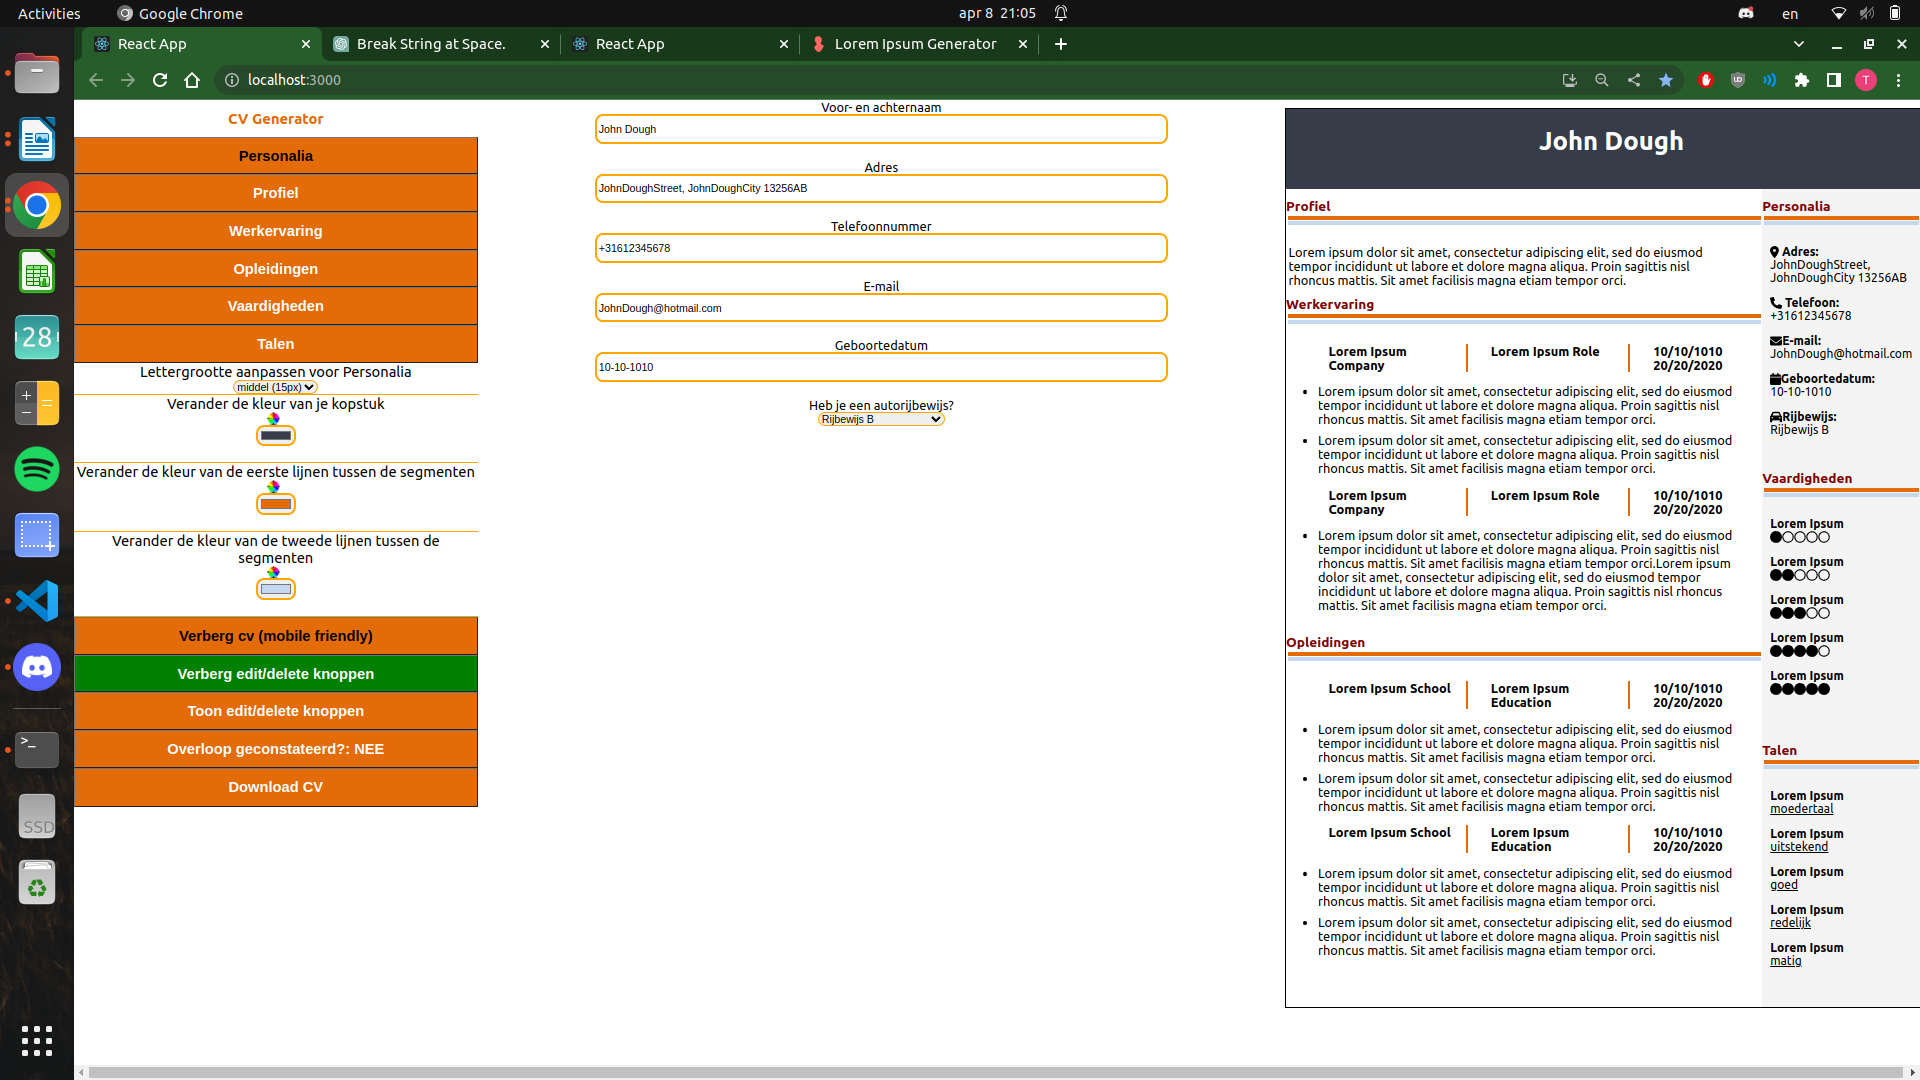 Activities
Google Chrome
apr 8 21:05
en
React App
Break String at Space.
React App
Lorem Ipsum Generator
localhost:3000
T
28
SSD
CV Generator
Personalia
Profiel
Werkervaring
Opleidingen
Vaardigheden
Talen
Lettergrootte aanpassen voor Personalia
middel (15px)
Verander de kleur van je kopstuk
Verander de kleur van de eerste lijnen tussen de segmenten
Verander de kleur van de tweede lijnen tussen de
segmenten
Verberg cv (mobile friendly)
Verberg edit/delete knoppen
Toon edit/delete knoppen
Overloop geconstateerd?: NEE
Download CV
Voor- en achternaam
John Dough
Adres
JohnDoughStreet, JohnDoughCity 13256AB
Telefoonnummer
+31612345678
E-mail
JohnDough@hotmail.com
Geboortedatum
10-10-1010
Heb je een autorijbewijs?
Rijbewijs B
John Dough
Profiel
Lorem ipsum dolor sit amet, consectetur adipiscing elit, sed do eiusmod
tempor incididunt ut labore et dolore magna aliqua. Proin sagittis nisl
rhoncus mattis. Sit amet facilisis magna etiam tempor orci.
Werkervaring
Lorem Ipsum
Company
Lorem Ipsum Role
10/10/1010
20/20/2020
• Lorem ipsum dolor sit amet, consectetur adipiscing elit, sed do eiusmod
tempor incididunt ut labore et dolore magna aliqua. Proin sagittis nisl
rhoncus mattis. Sit amet facilisis magna etiam tempor orci.
• Lorem ipsum dolor sit amet, consectetur adipiscing elit, sed do eiusmod
tempor incididunt ut labore et dolore magna aliqua. Proin sagittis nisl
rhoncus mattis. Sit amet facilisis magna etiam tempor orci.
Lorem Ipsum
Company
Lorem Ipsum Role
10/10/1010
20/20/2020
• Lorem ipsum dolor sit amet, consectetur adipiscing elit, sed do eiusmod
tempor incididunt ut labore et dolore magna aliqua. Proin sagittis nisl
rhoncus mattis. Sit amet facilisis magna etiam tempor orci.Lorem ipsum
dolor sit amet, consectetur adipiscing elit, sed do eiusmod tempor
incididunt ut labore et dolore magna aliqua. Proin sagittis nisl rhoncus
mattis. Sit amet facilisis magna etiam tempor orci.
Opleidingen
Lorem Ipsum School
Lorem Ipsum
Education
10/10/1010
20/20/2020
• Lorem ipsum dolor sit amet, consectetur adipiscing elit, sed do eiusmod
tempor incididunt ut labore et dolore magna aliqua. Proin sagittis nisl
rhoncus mattis. Sit amet facilisis magna etiam tempor orci.
• Lorem ipsum dolor sit amet, consectetur adipiscing elit, sed do eiusmod
tempor incididunt ut labore et dolore magna aliqua. Proin sagittis nisl
rhoncus mattis. Sit amet facilisis magna etiam tempor orci.
Lorem Ipsum School
Lorem Ipsum
Education
10/10/1010
20/20/2020
• Lorem ipsum dolor sit amet, consectetur adipiscing elit, sed do eiusmod
tempor incididunt ut labore et dolore magna aliqua. Proin sagittis nisl
rhoncus mattis. Sit amet facilisis magna etiam tempor orci.
• Lorem ipsum dolor sit amet, consectetur adipiscing elit, sed do eiusmod
tempor incididunt ut labore et dolore magna aliqua. Proin sagittis nisl
rhoncus mattis. Sit amet facilisis magna etiam tempor orci.
Personalia
Adres:
JohnDoughStreet,
JohnDoughCity 13256AB
Telefoon:
+31612345678
E-mail:
JohnDough@hotmail.com
Geboortedatum:
10-10-1010
Rijbewijs:
Rijbewijs B
Vaardigheden
Lorem Ipsum
Lorem Ipsum
Lorem Ipsum
Lorem Ipsum
Lorem Ipsum
Talen
Lorem Ipsum
moedertaal
Lorem Ipsum
uitstekend
Lorem Ipsum
goed
Lorem Ipsum
redelijk
Lorem Ipsum
matig